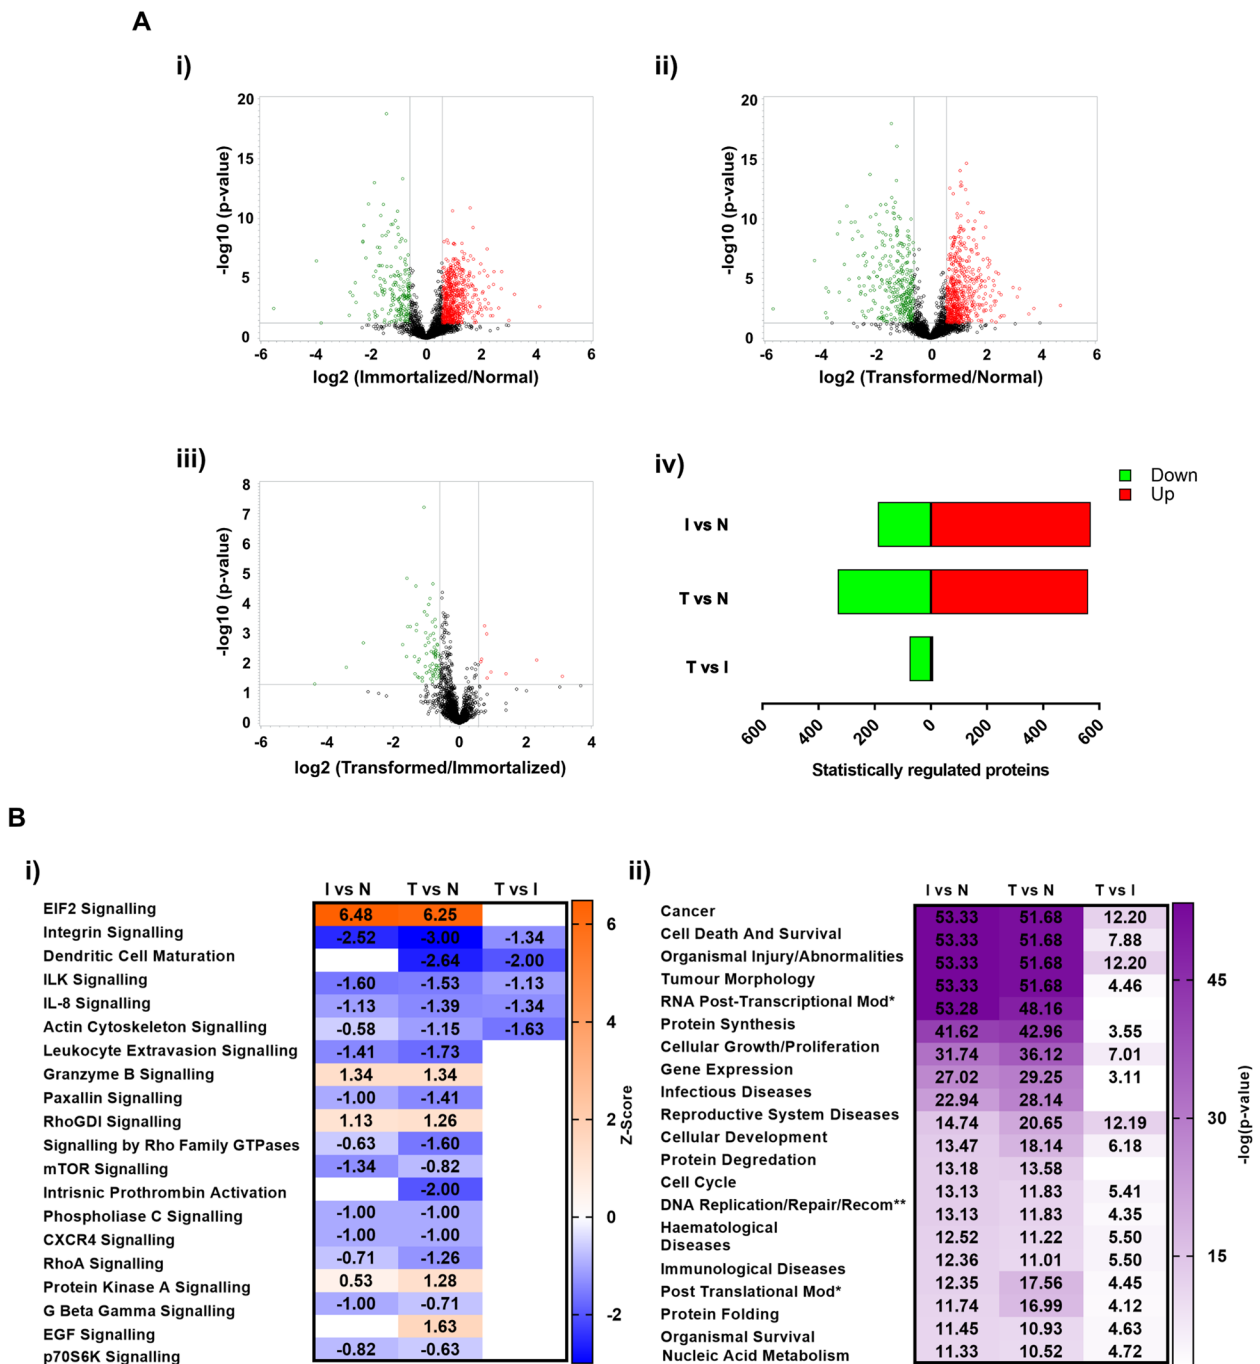 A
i)
20
15
10
5
0
-log10 (p-value)
-6 -4 -2 0 2 4 6
log2 (Immortalized/Normal)
ii)
20
15
10
5
0
-log10 (p-value)
-6 -4 -2 0 2 4 6
log2 (Transformed/Normal)
iii)
8
7
6
5
4
3
2
1
0
-log10 (p-value)
-6 -4 -2 0 2 4
log2 (Transformed/Immortalized)
iv)
Down
Up
I vs N
T vs N
T vs I
600 400 200 0 200 400 600
Statistically regulated proteins
B
i)
I vs N T vs N T vs I
EIF2 Signalling 6.48 6.25
Integrin Signalling -2.52 -3.00 -1.34
Dendritic Cell Maturation -2.64 -2.00
ILK Signalling -1.60 -1.53 -1.13
IL-8 Signalling -1.13 -1.39 -1.34
Actin Cytoskeleton Signalling -0.58 -1.15 -1.63
Leukocyte Extravasion Signalling -1.41 -1.73
Granzyme B Signalling 1.34 1.34
Paxallin Signalling -1.00 -1.41
RhoGDI Signalling 1.13 1.26
Signalling by Rho Family GTPases -0.63 -1.60
mTOR Signalling -1.34 -0.82
Intrisnic Prothrombin Activation -2.00
Phospholiase C Signalling -1.00 -1.00
CXCR4 Signalling -1.00 -1.00
RhoA Signalling -0.71 -1.26
Protein Kinase A Signalling 0.53 1.28
G Beta Gamma Signalling -1.00 -0.71
EGF Signalling 1.63
p70S6K Signalling -0.82 -0.63
6
4
2
0
-2
Z-Score
ii)
I vs N T vs N T vs I
Cancer 53.33 51.68 12.20
Cell Death And Survival 53.33 51.68 7.88
Organismal Injury/Abnormalities 53.33 51.68 12.20
Tumour Morphology 53.33 51.68 4.46
RNA Post-Transcriptional Mod* 53.28 48.16
Protein Synthesis 41.62 42.96 3.55
Cellular Growth/Proliferation 31.74 36.12 7.01
Gene Expression 27.02 29.25 3.11
Infectious Diseases 22.94 28.14
Reproductive System Diseases 14.74 20.65 12.19
Cellular Development 13.47 18.14 6.18
Protein Degredation 13.18 13.58
Cell Cycle 13.13 11.83 5.41
DNA Replication/Repair/Recom** 13.13 11.83 4.35
Haematological
Diseases 12.52 11.22 5.50
Immunological Diseases 12.36 11.01 5.50
Post Translational Mod* 12.35 17.56 4.45
Protein Folding 11.74 16.99 4.12
Organismal Survival 11.45 10.93 4.63
Nucleic Acid Metabolism 11.33 10.52 4.72
45
30
15
-log(p-value)